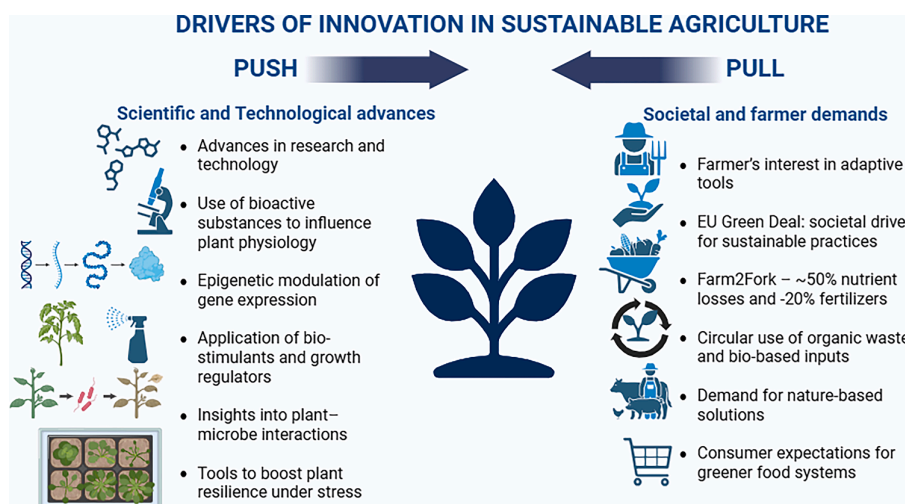 DRIVERS OF INNOVATION IN SUSTAINABLE AGRICULTURE
PUSH
PULL
Scientific and Technological advances
• Advances in research and
technology
• Use of bioactive
substances to influence
plant physiology
• Epigenetic modulation of
gene expression
• Application of bio-
stimulants and growth
regulators
• Insights into plant–
microbe interactions
• Tools to boost plant
resilience under stress
Societal and farmer demands
• Farmer's interest in adaptive
tools
• EU Green Deal: societal drive
for sustainable practices
• Farm2Fork – ~50% nutrient
losses and -20% fertilizers
• Circular use of organic waste
and bio-based inputs
• Demand for nature-based
solutions
• Consumer expectations for
greener food systems